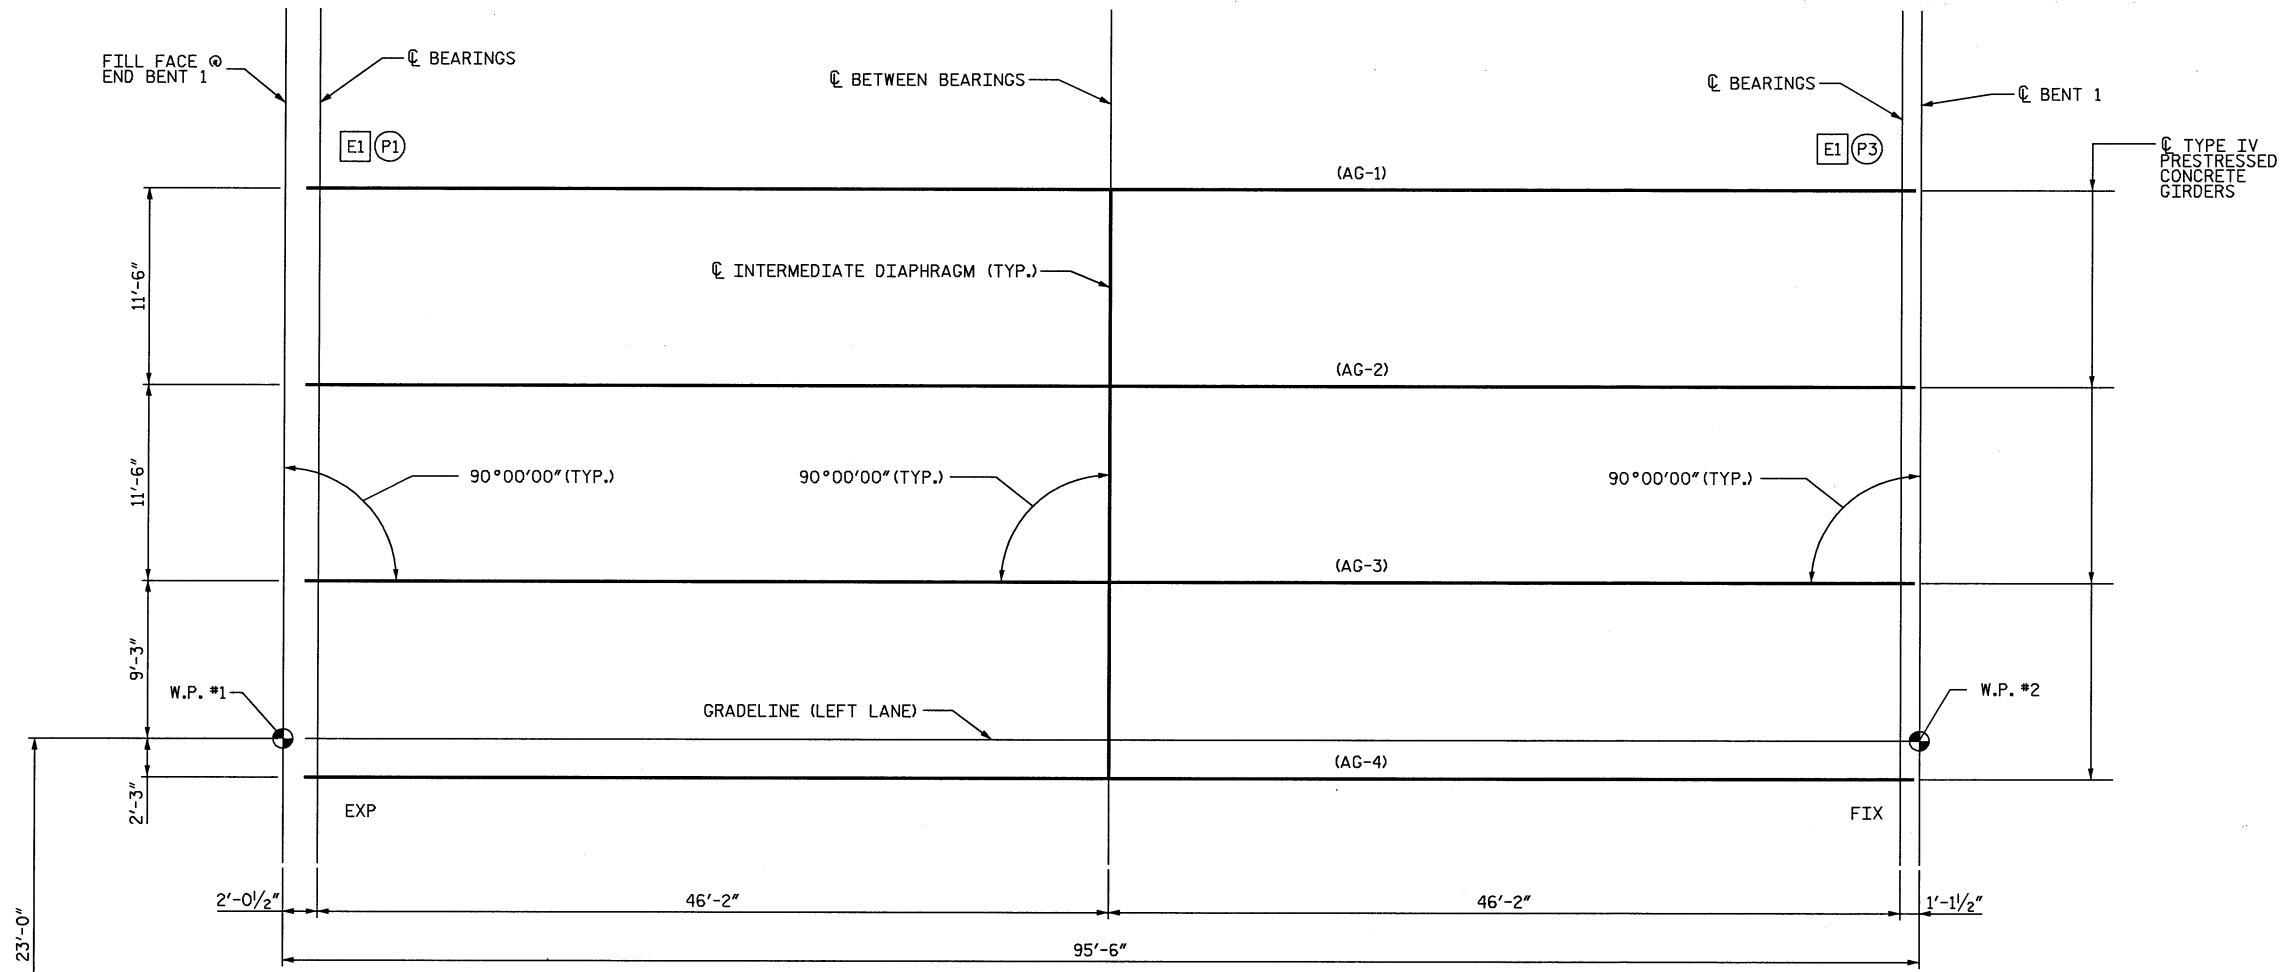 FILL FACE @
END BENT 1
℄ BEARINGS
℄ BETWEEN BEARINGS
℄ BEARINGS
℄ BENT 1
E1 P1
E1 P3
℄ TYPE IV
PRESTRESSED
CONCRETE
GIRDERS
(AG-1)
11'-6"
℄ INTERMEDIATE DIAPHRAGM (TYP.)
(AG-2)
11'-6"
90°00'00" (TYP.)
90°00'00" (TYP.)
90°00'00" (TYP.)
(AG-3)
9'-3"
W.P. #1
W.P. #2
GRADELINE (LEFT LANE)
(AG-4)
2'-3"
EXP
FIX
2'-0½"
46'-2"
46'-2"
1'-1½"
23'-0"
95'-6"